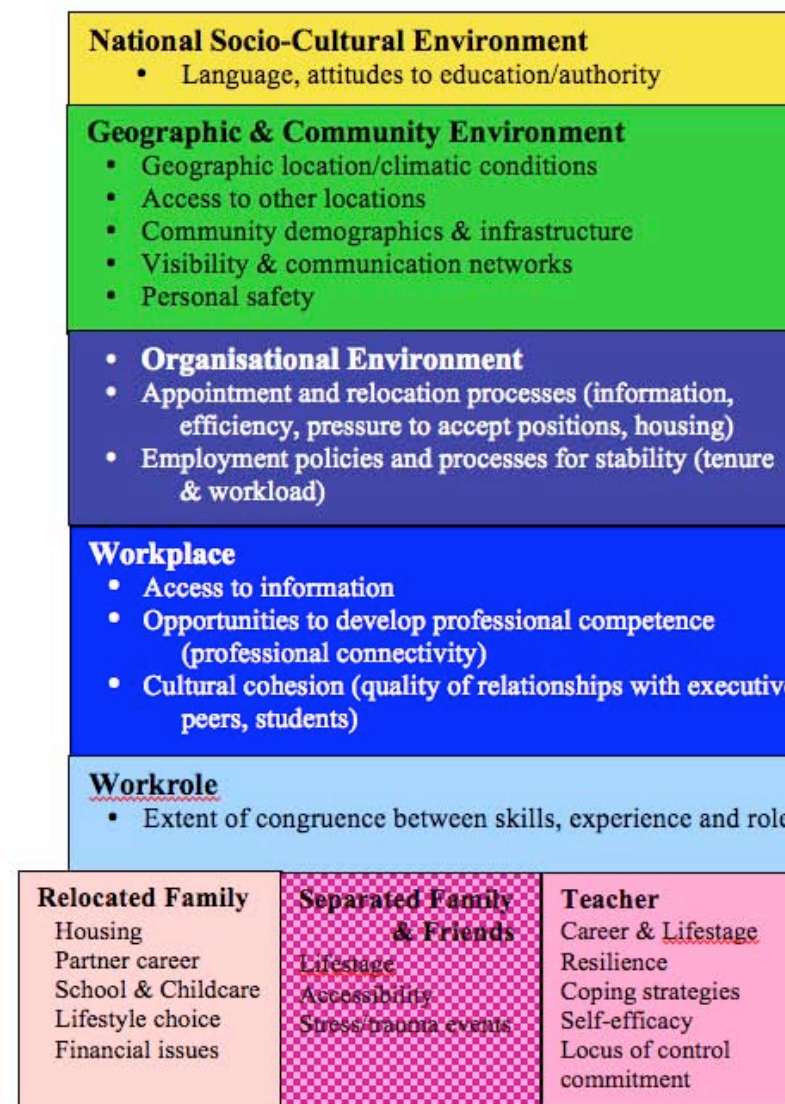 National Socio-Cultural Environment
• Language, attitudes to education/authority
Geographic & Community Environment
• Geographic location/climatic conditions
• Access to other locations
• Community demographics & infrastructure
• Visibility & communication networks
• Personal safety
• Organisational Environment
• Appointment and relocation processes (information,
efficiency, pressure to accept positions, housing)
• Employment policies and processes for stability (tenure
& workload)
Workplace
• Access to information
• Opportunities to develop professional competence
(professional connectivity)
• Cultural cohesion (quality of relationships with executive
peers, students)
Workrole
• Extent of congruence between skills, experience and role
Relocated Family
Housing
Partner career
School & Childcare
Lifestyle choice
Financial issues
Separated Family
& Friends
Lifestage
Accessibility
Stress/trauma events
Teacher
Career & Lifestage
Resilience
Coping strategies
Self-efficacy
Locus of control
commitment